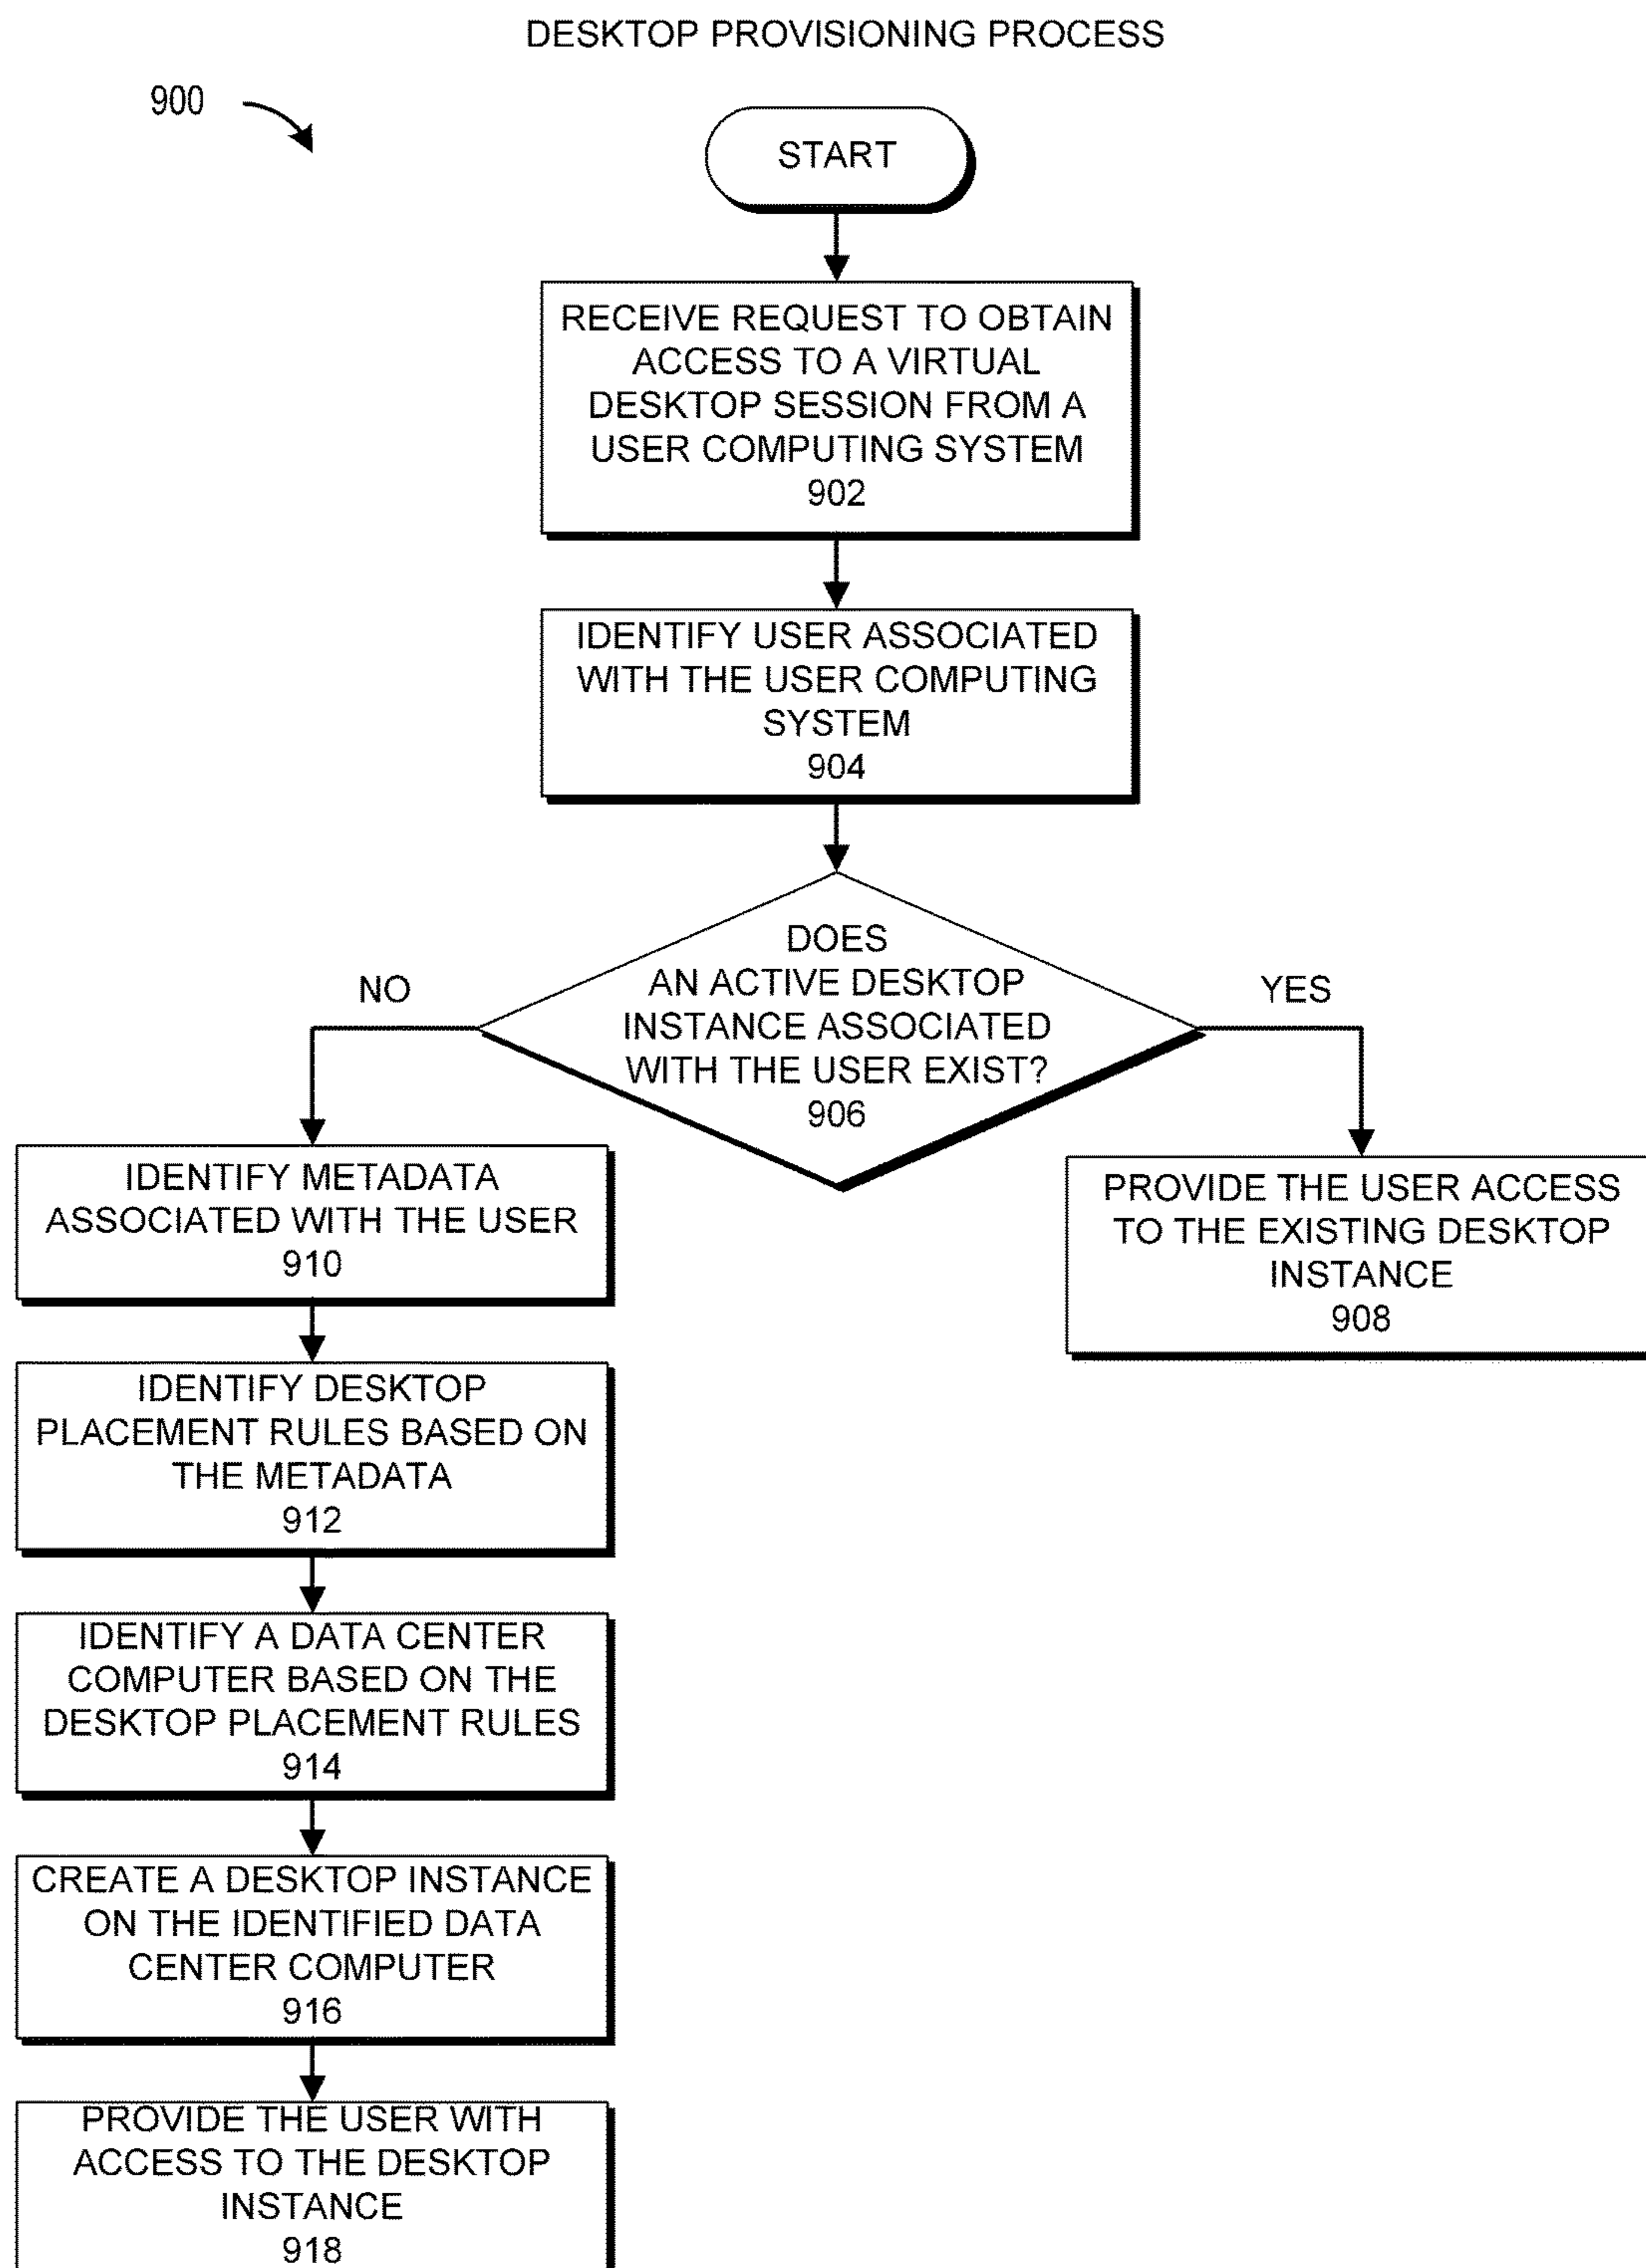 DESKTOP PROVISIONING PROCESS
900
START
RECEIVE REQUEST TO OBTAIN
ACCESS TO A VIRTUAL
DESKTOP SESSION FROM A
USER COMPUTING SYSTEM
902
IDENTIFY USER ASSOCIATED
WITH THE USER COMPUTING
SYSTEM
904
DOES
AN ACTIVE DESKTOP
INSTANCE ASSOCIATED
WITH THE USER EXIST?
906
NO
YES
PROVIDE THE USER ACCESS
TO THE EXISTING DESKTOP
INSTANCE
908
IDENTIFY METADATA
ASSOCIATED WITH THE USER
910
IDENTIFY DESKTOP
PLACEMENT RULES BASED ON
THE METADATA
912
IDENTIFY A DATA CENTER
COMPUTER BASED ON THE
DESKTOP PLACEMENT RULES
914
CREATE A DESKTOP INSTANCE
ON THE IDENTIFIED DATA
CENTER COMPUTER
916
PROVIDE THE USER WITH
ACCESS TO THE DESKTOP
INSTANCE
918